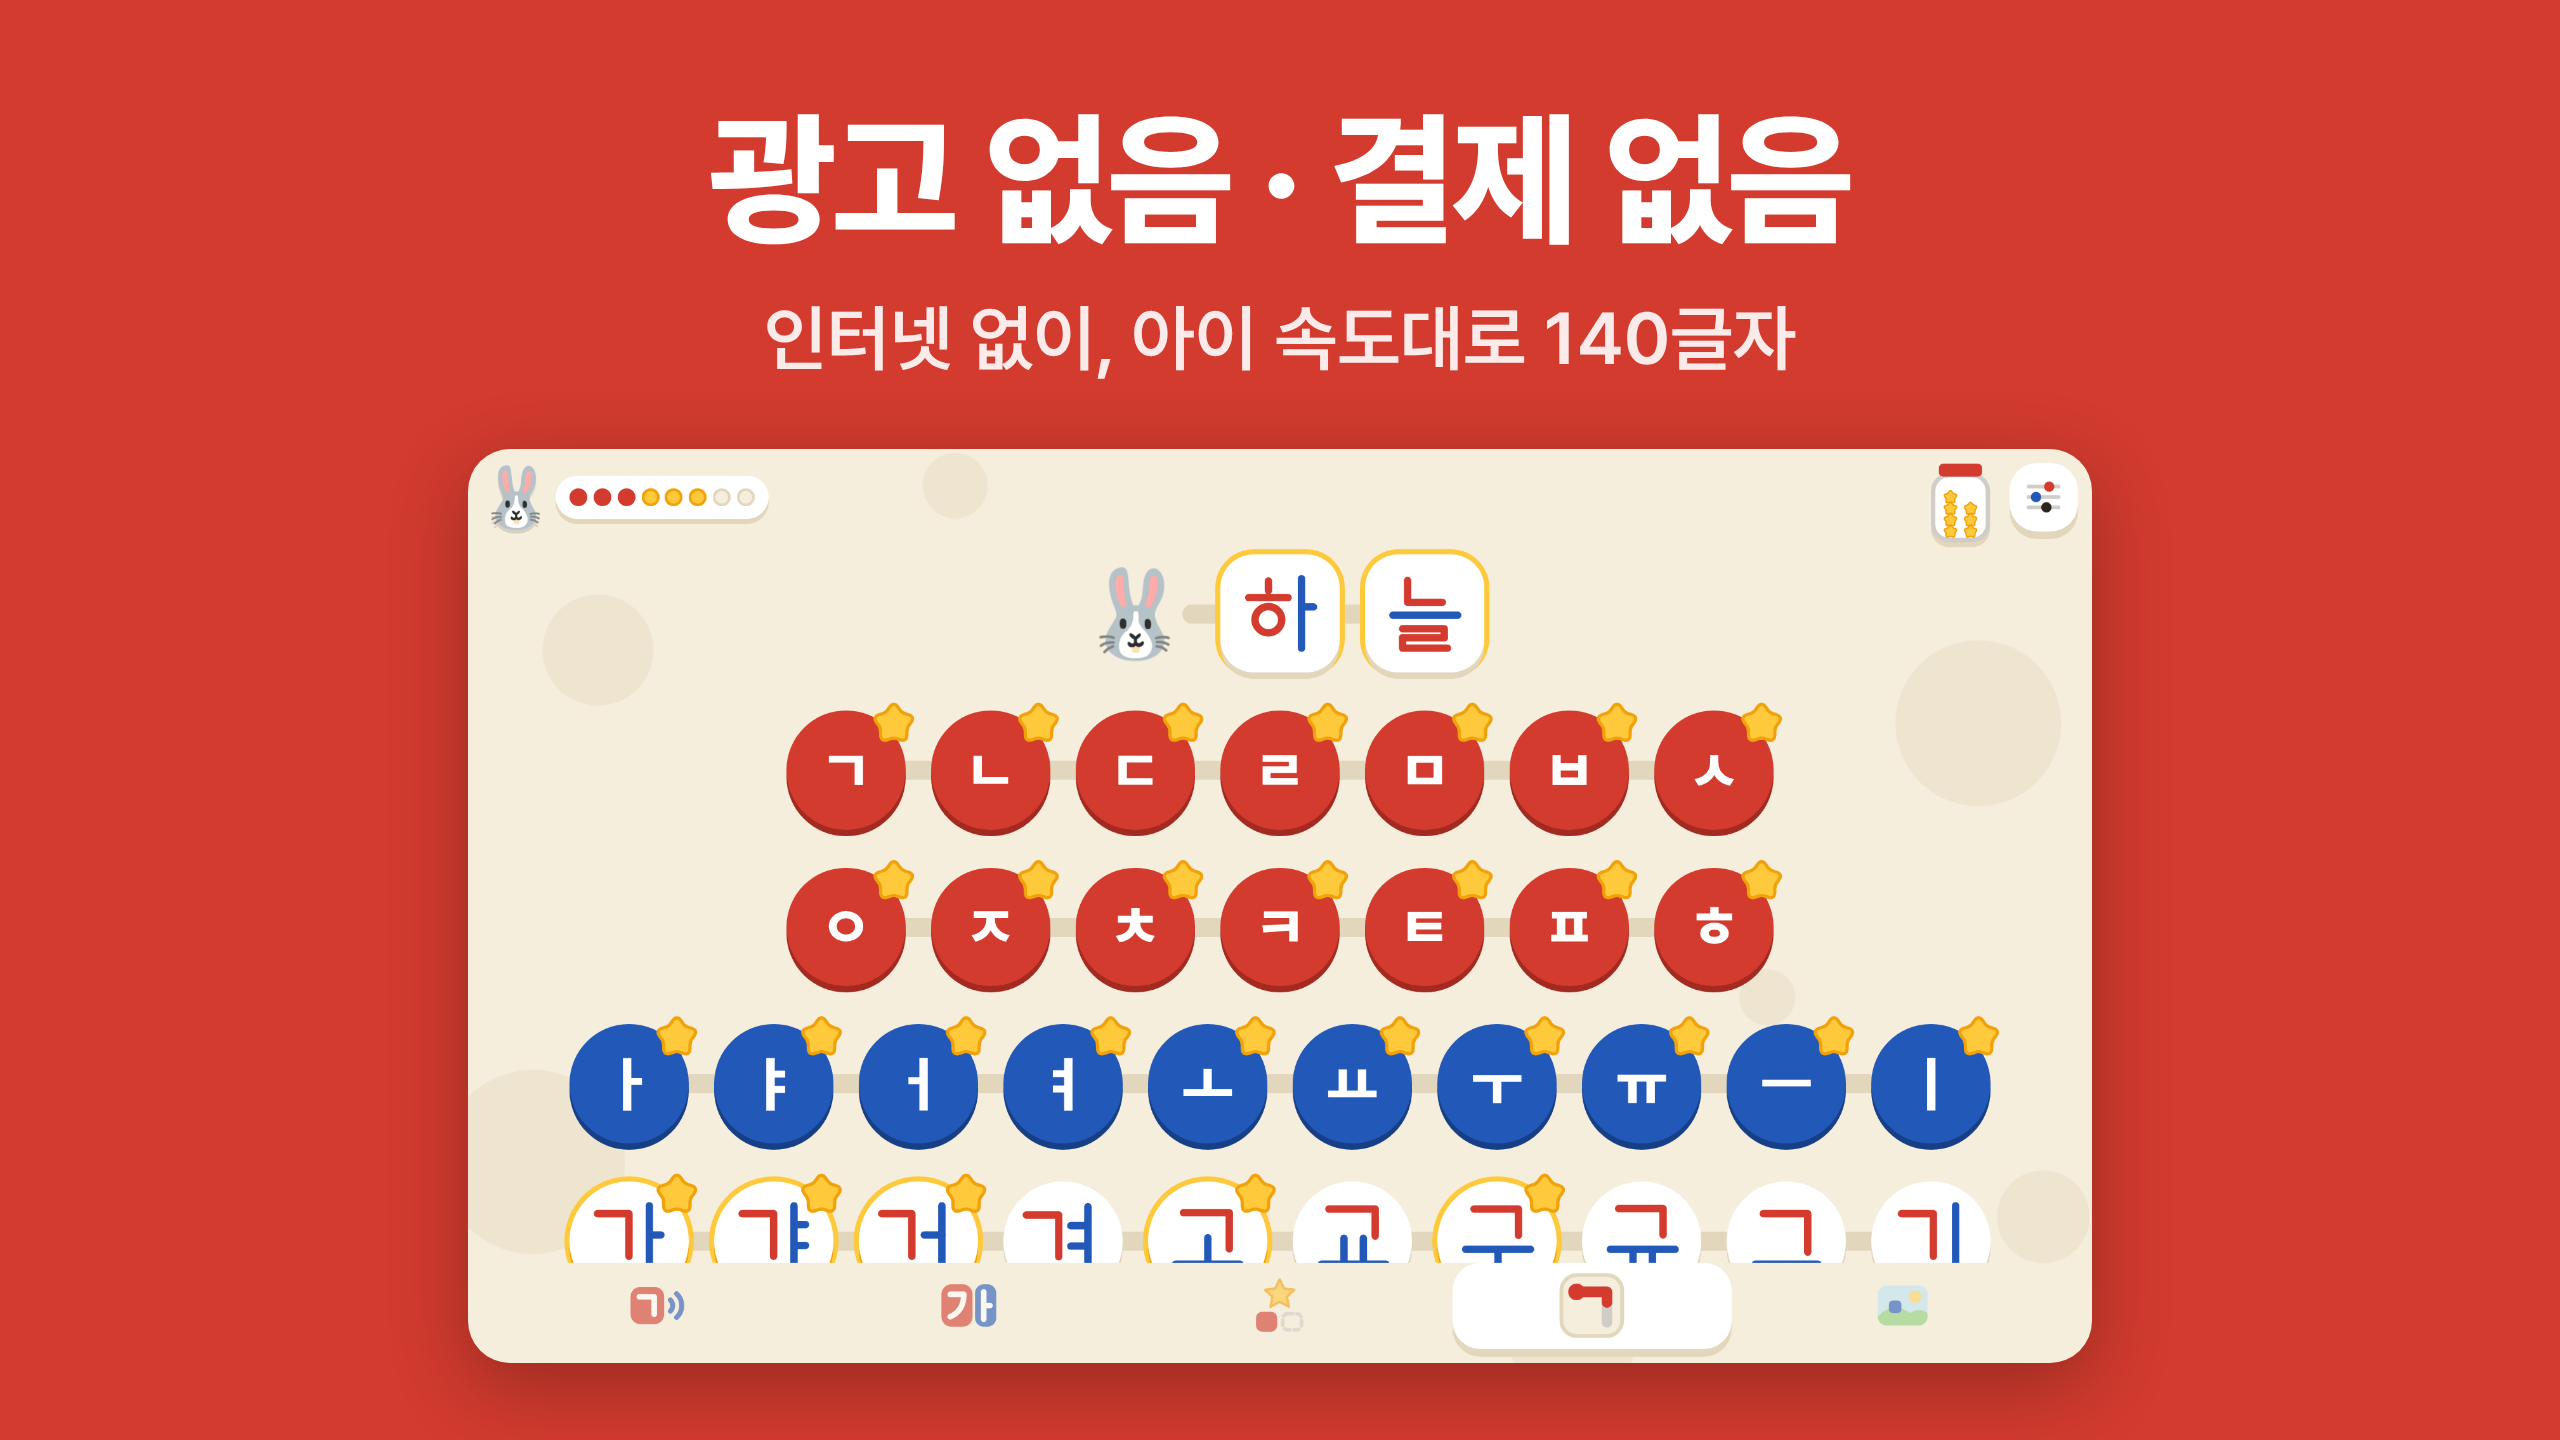 광고 없음 · 결제 없음
인터넷 없이, 아이 속도대로 140글자
하 늘
ㄱ ㄴ ㄷ ㄹ ㅁ ㅂ ㅅ
ㅇ ㅈ ㅊ ㅋ ㅌ ㅍ ㅎ
ㅏ ㅑ ㅓ ㅕ ㅗ ㅛ ㅜ ㅠ ㅡ ㅣ
가 갸 거 겨 고 교 구 규 그 기
ㄱ 가 ㄱ